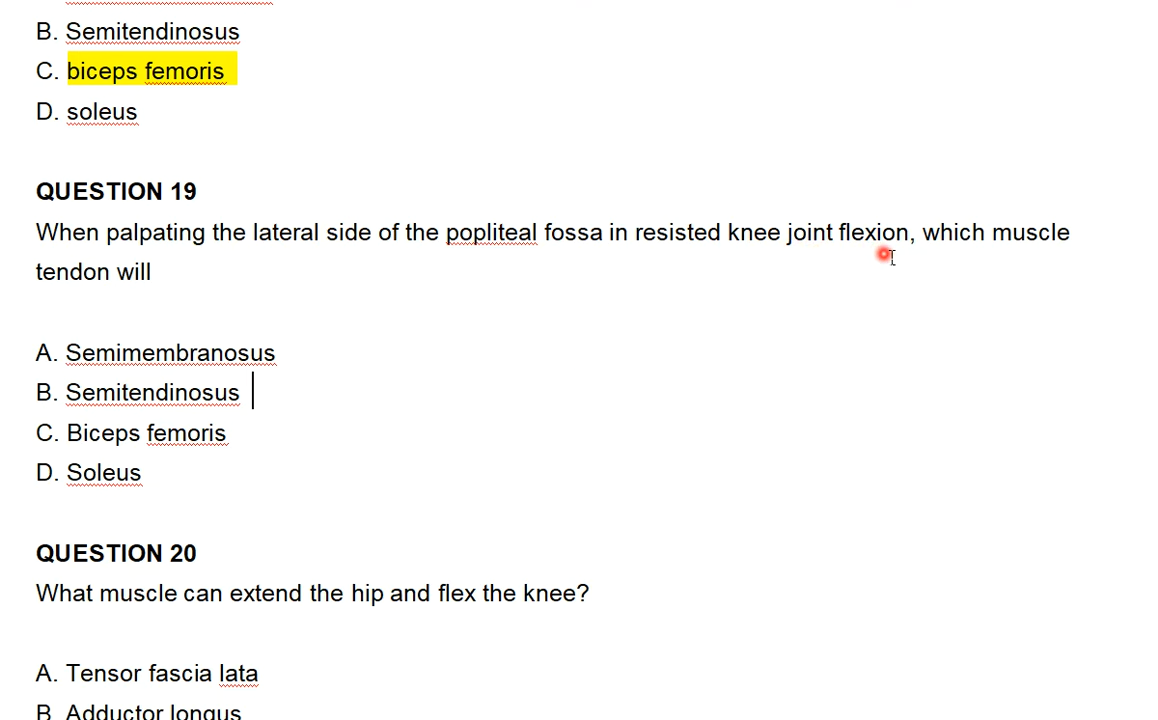 B. Semitendinosus
C. biceps femoris
D. soleus
QUESTION 19
When palpating the lateral side of the popliteal fossa in resisted knee joint flexion, which muscle
tendon will
A. Semimembranosus
B. Semitendinosus
C. Biceps femoris
D. Soleus
QUESTION 20
What muscle can extend the hip and flex the knee?
A. Tensor fascia lata
B. Adductor longus